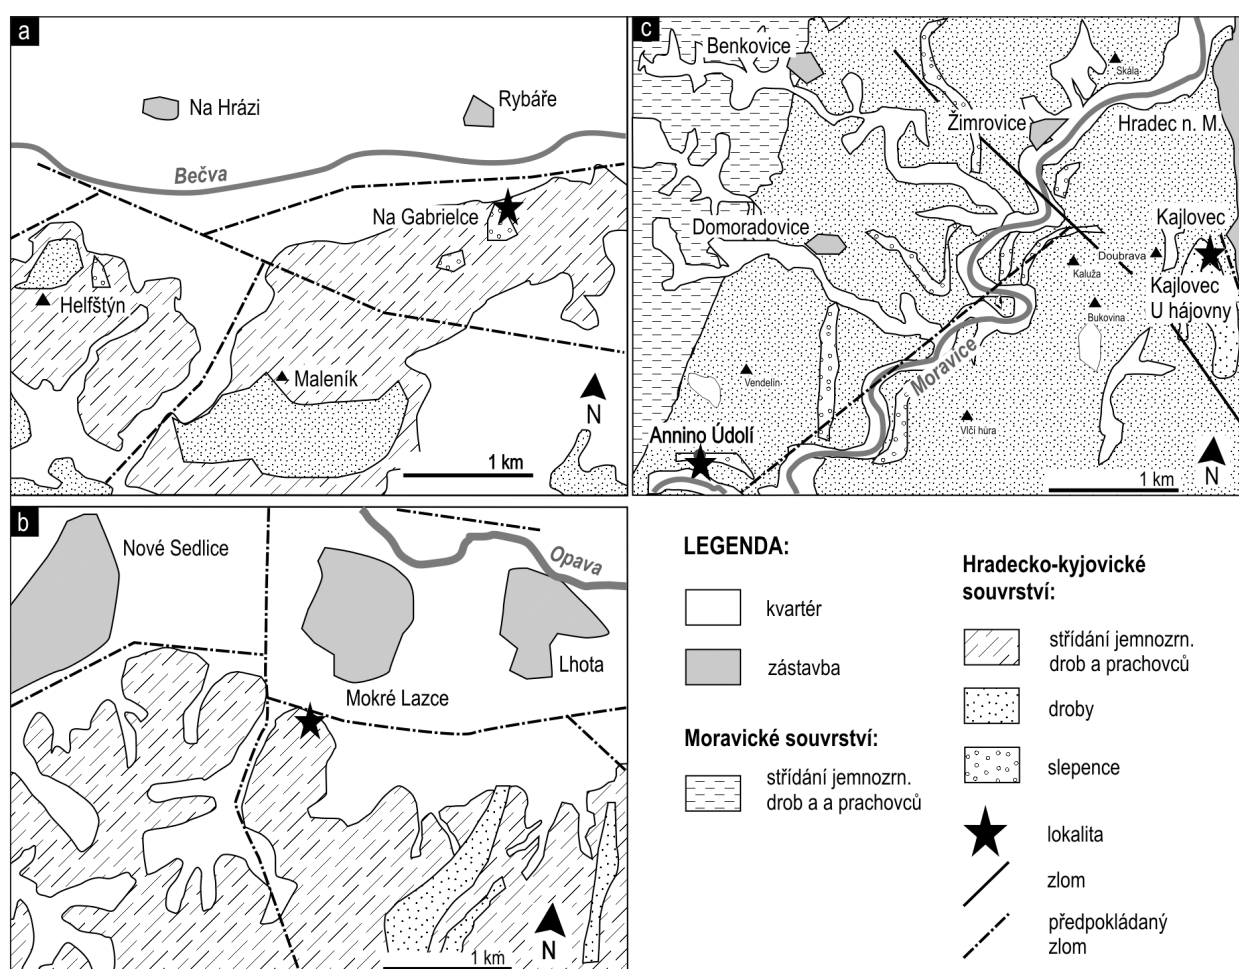 a
Na Hrázi
Rybáře
Bečva
Na Gabrielce
Helfštýn
Maleník
N
1 km
b
Nové Sedlice
Opava
Lhota
Mokré Lazce
N
1 km
c
Benkovice
Skála
Žimrovice
Hradec n. M.
Domoradovice
Kajlovec
Doubrava
Kaluža
Kajlovec
U hájovny
Bukovina
Moravice
Vendelín
Vlčí hůra
Annino Údolí
N
1 km
LEGENDA:
kvartér
zástavba
Moravické souvrství:
střídání jemnozrn.
drob a a prachovců
Hradecko-kyjovické
souvrství:
střídání jemnozrn.
drob a prachovců
droby
slepence
lokalita
zlom
předpokládaný
zlom